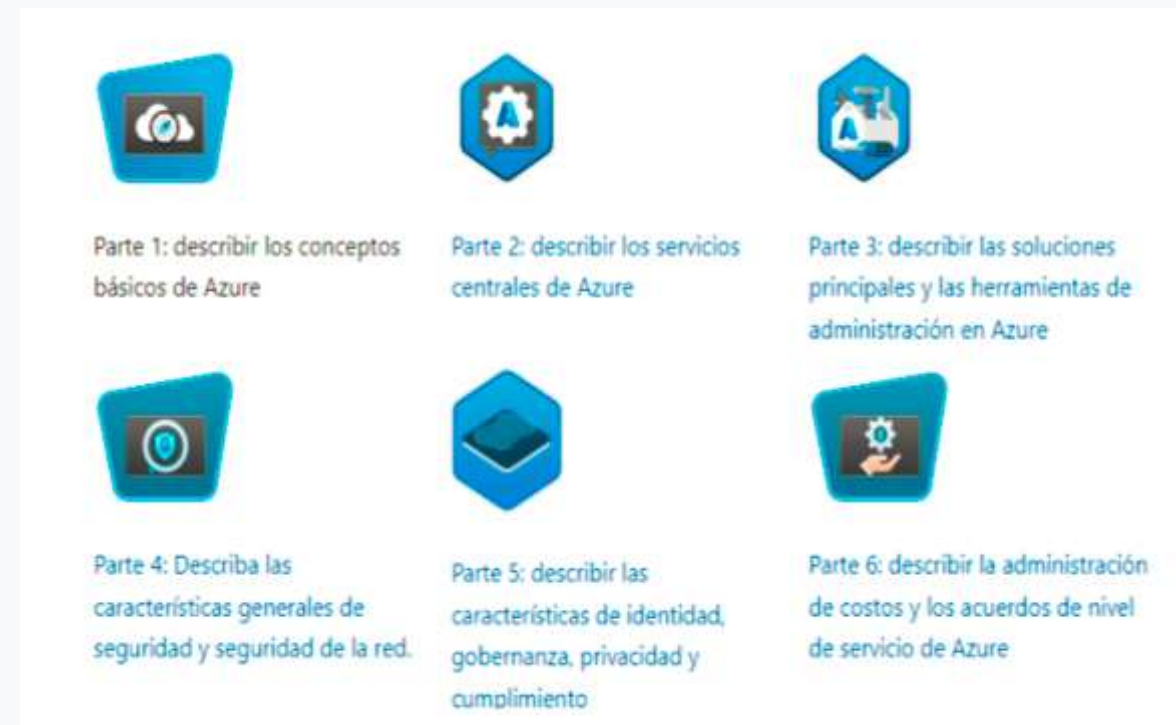 Parte 1: describir los conceptos
básicos de Azure
Parte 2: describir los servicios
centrales de Azure
Parte 3: describir las soluciones
principales y las herramientas de
administración en Azure
Parte 4: Describa las
características generales de
seguridad y seguridad de la red.
Parte 5: describir las
características de identidad,
gobernanza, privacidad y
cumplimiento
Parte 6: describir la administración
de costos y los acuerdos de nivel
de servicio de Azure